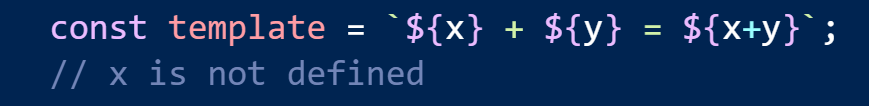 const template = `${x} + ${y} = ${x+y}`;
// x is not defined